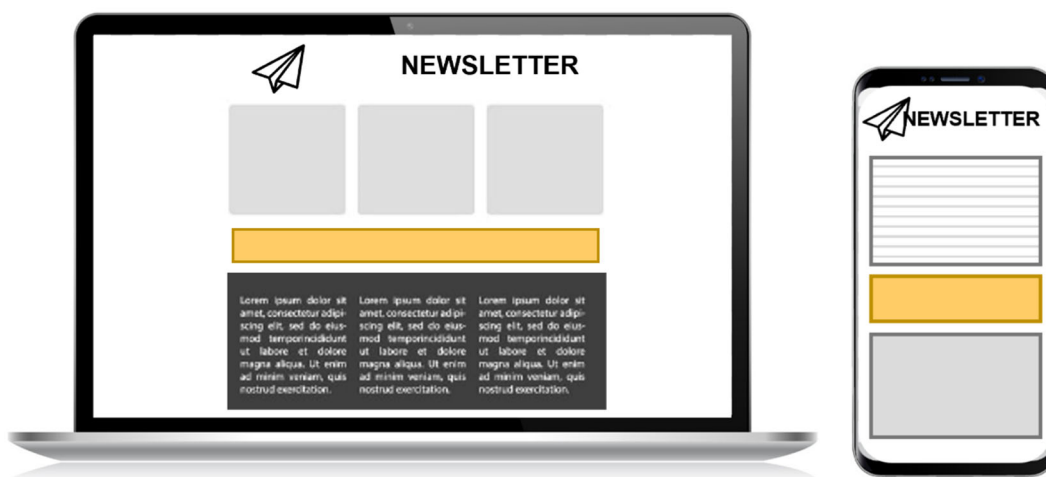 NEWSLETTER
Lorem ipsum dolor sit
amet, consectetur adipi-
scing elit, sed do eius-
mod temporincididunt
ut labore et dolore
magna aliqua. Ut enim
ad minim veniam, quis
nostrud exercitation.
Lorem ipsum dolor sit
amet, consectetur adipi-
scing elit, sed do eius-
mod temporincididunt
ut labore et dolore
magna aliqua. Ut enim
ad minim veniam, quis
nostrud exercitation.
Lorem ipsum dolor sit
amet, consectetur adipi-
scing elit, sed do eius-
mod temporincididunt
ut labore et dolore
magna aliqua. Ut enim
ad minim veniam, quis
nostrud exercitation.
NEWSLETTER